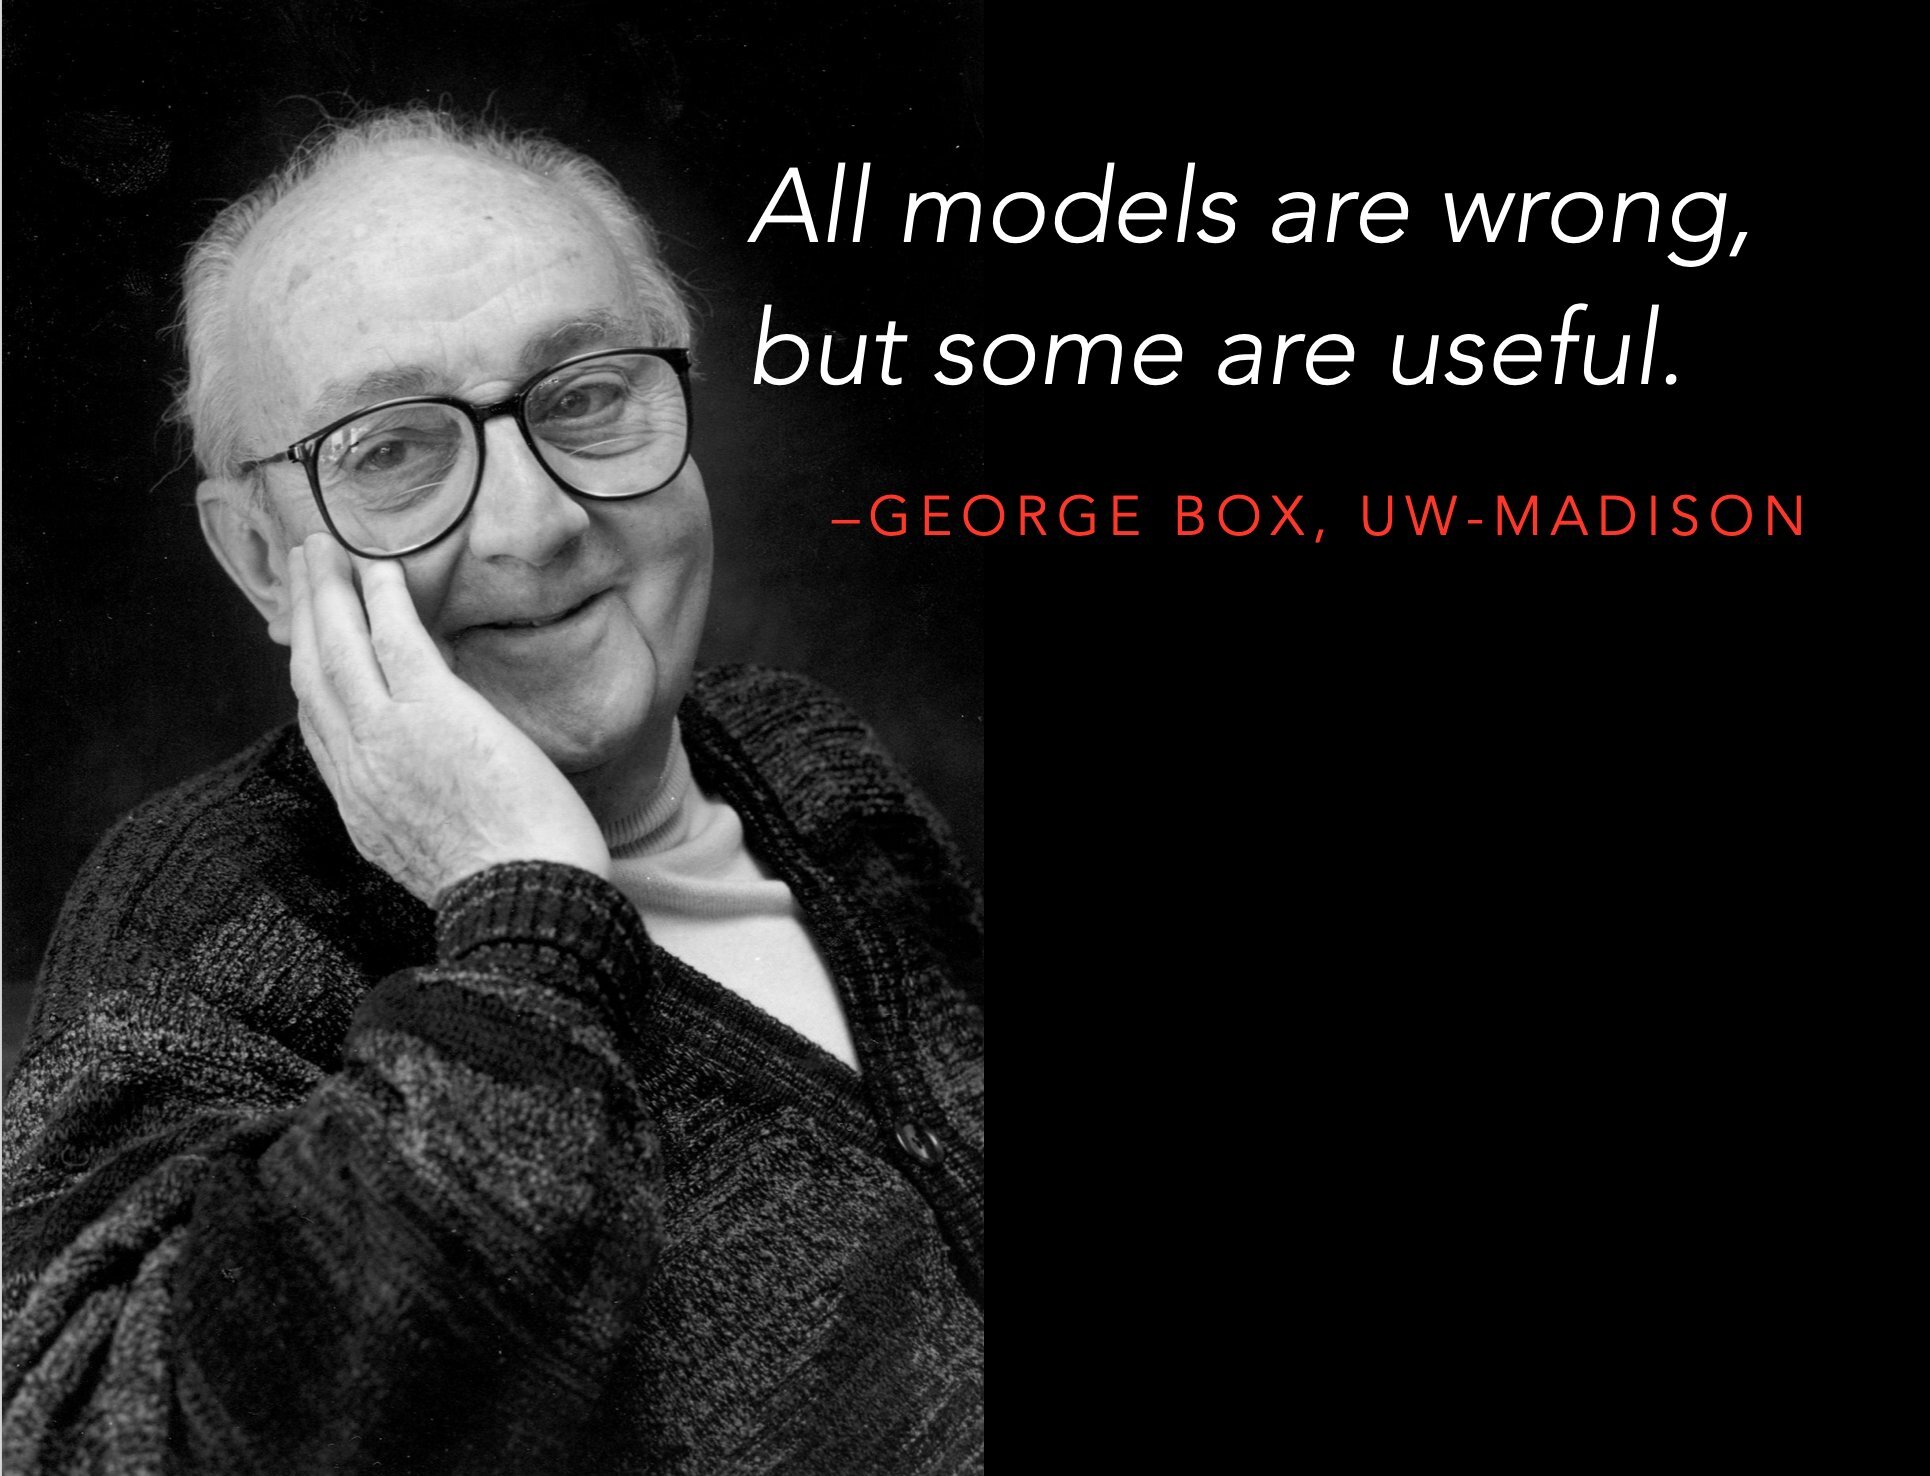 All models are wrong,
but some are useful.
–GEORGE BOX, UW-MADISON